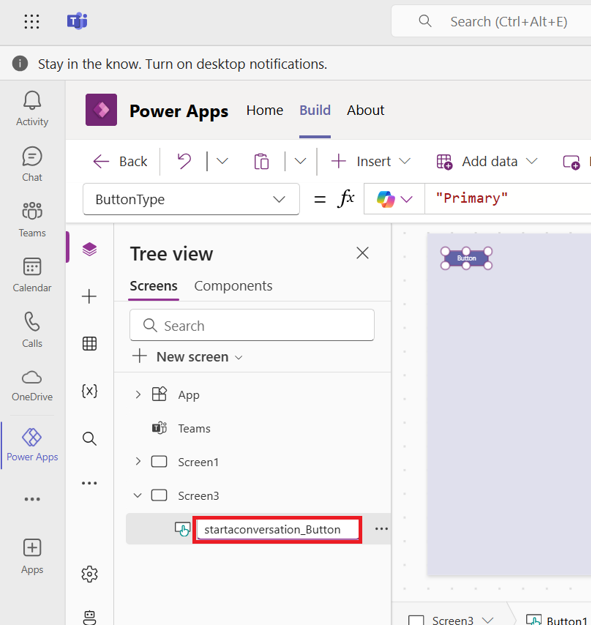 Search (Ctrl+Alt+E)
Stay in the know. Turn on desktop notifications.
Activity
Chat
Teams
Calendar
Calls
OneDrive
Power Apps
Apps
Power Apps Home Build About
Back Insert Add data
ButtonType = fx "Primary"
Tree view
Screens Components
Search
New screen
App
Teams
Screen1
Screen3
startaconversation_Button
Button
Screen3 Button1